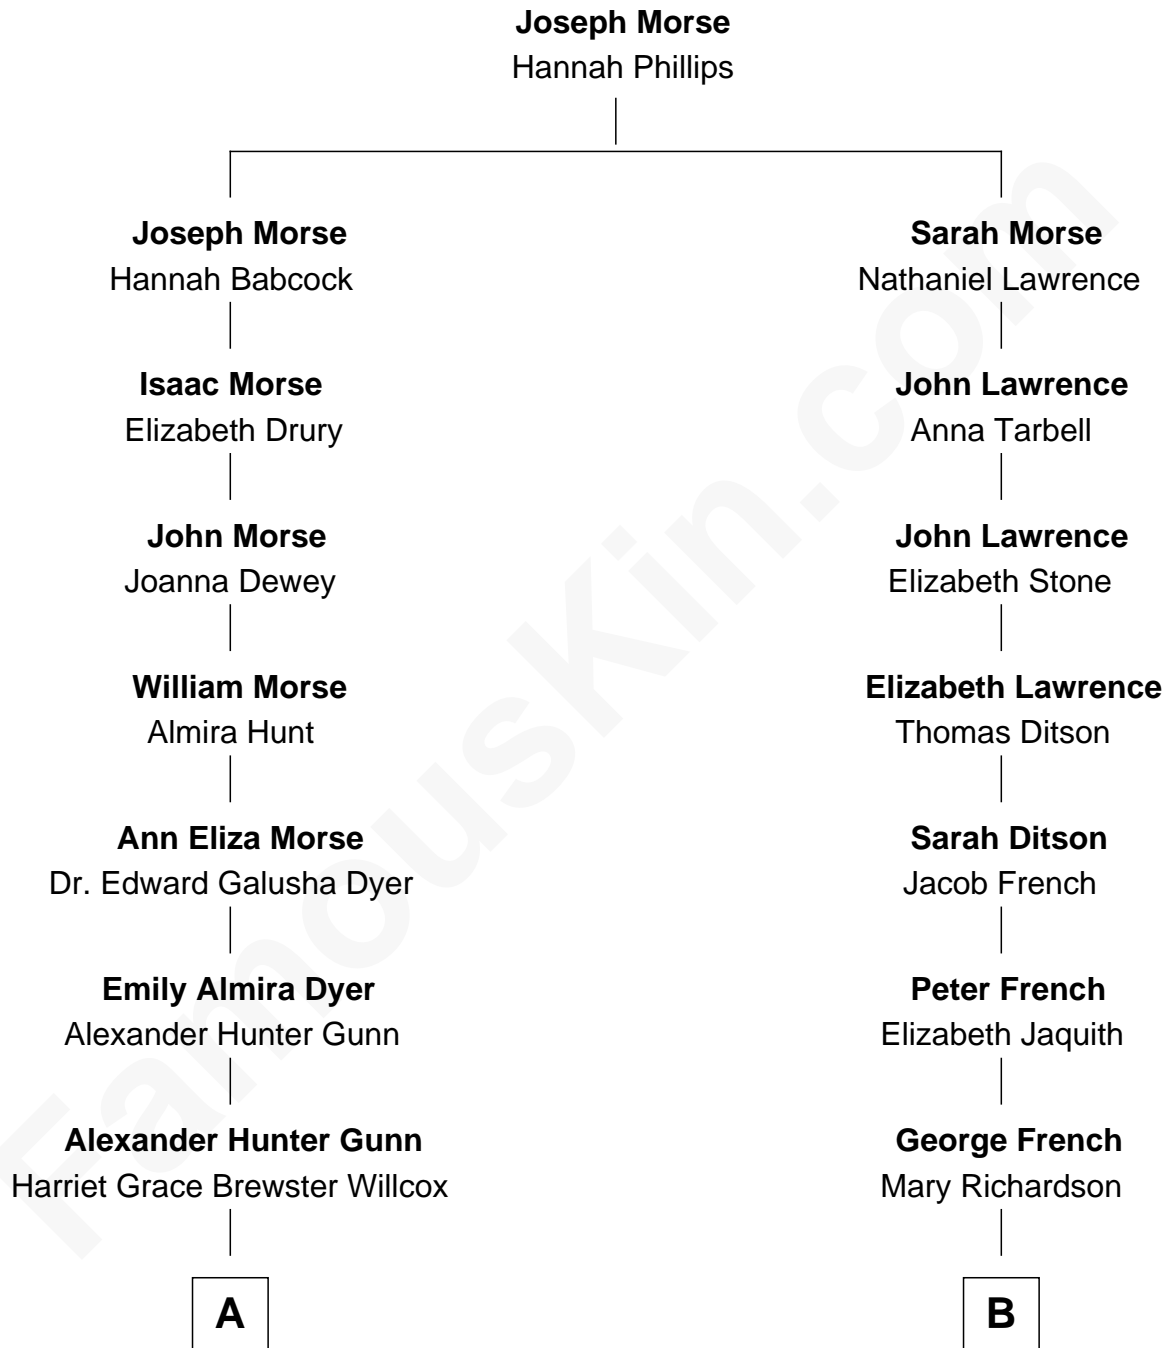 Joseph Morse
Hannah Phillips
Joseph Morse
Hannah Babcock
Sarah Morse
Nathaniel Lawrence
Isaac Morse
Elizabeth Drury
John Lawrence
Anna Tarbell
John Morse
Joanna Dewey
John Lawrence
Elizabeth Stone
William Morse
Almira Hunt
Elizabeth Lawrence
Thomas Ditson
Ann Eliza Morse
Dr. Edward Galusha Dyer
Sarah Ditson
Jacob French
Emily Almira Dyer
Alexander Hunter Gunn
Peter French
Elizabeth Jaquith
Alexander Hunter Gunn
Harriet Grace Brewster Willcox
George French
Mary Richardson
A
B
FamousKin.com